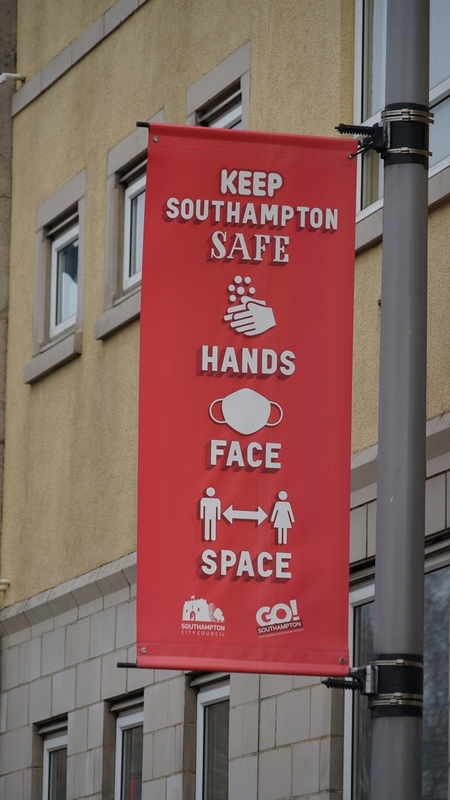 KEEP
SOUTHAMPTON
SAFE
HANDS
FACE
SPACE
SOUTHAMPTON
CITY COUNCIL
GO!
SOUTHAMPTON